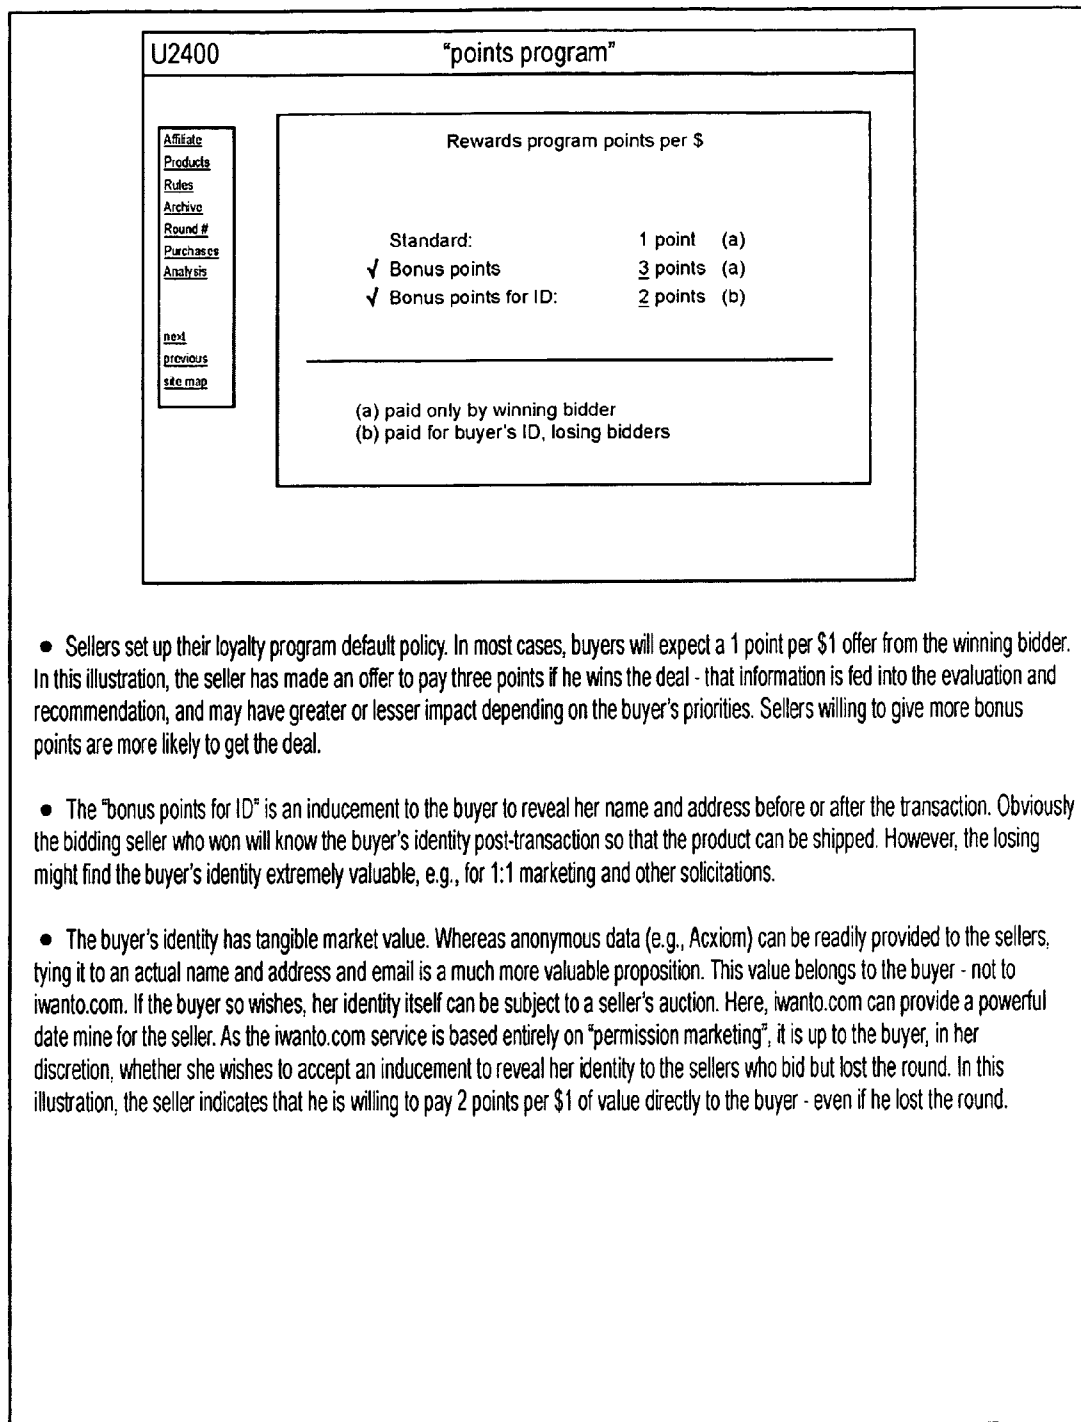 U2400 "points program"
Affiliate
Products
Rules
Archive
Round #
Purchases
Analysis
next
previous
site map
Rewards program points per $
Standard: 1 point (a)
√ Bonus points 3 points (a)
√ Bonus points for ID: 2 points (b)
(a) paid only by winning bidder
(b) paid for buyer's ID, losing bidders
● Sellers set up their loyalty program default policy. In most cases, buyers will expect a 1 point per $1 offer from the winning bidder.
In this illustration, the seller has made an offer to pay three points if he wins the deal - that information is fed into the evaluation and
recommendation, and may have greater or lesser impact depending on the buyer's priorities. Sellers willing to give more bonus
points are more likely to get the deal.
● The "bonus points for ID" is an inducement to the buyer to reveal her name and address before or after the transaction. Obviously
the bidding seller who won will know the buyer's identity post-transaction so that the product can be shipped. However, the losing
might find the buyer's identity extremely valuable, e.g., for 1:1 marketing and other solicitations.
● The buyer's identity has tangible market value. Whereas anonymous data (e.g., Acxiom) can be readily provided to the sellers,
tying it to an actual name and address and email is a much more valuable proposition. This value belongs to the buyer - not to
iwanto.com. If the buyer so wishes, her identity itself can be subject to a seller's auction. Here, iwanto.com can provide a powerful
date mine for the seller. As the iwanto.com service is based entirely on "permission marketing", it is up to the buyer, in her
discretion, whether she wishes to accept an inducement to reveal her identity to the sellers who bid but lost the round. In this
illustration, the seller indicates that he is willing to pay 2 points per $1 of value directly to the buyer - even if he lost the round.